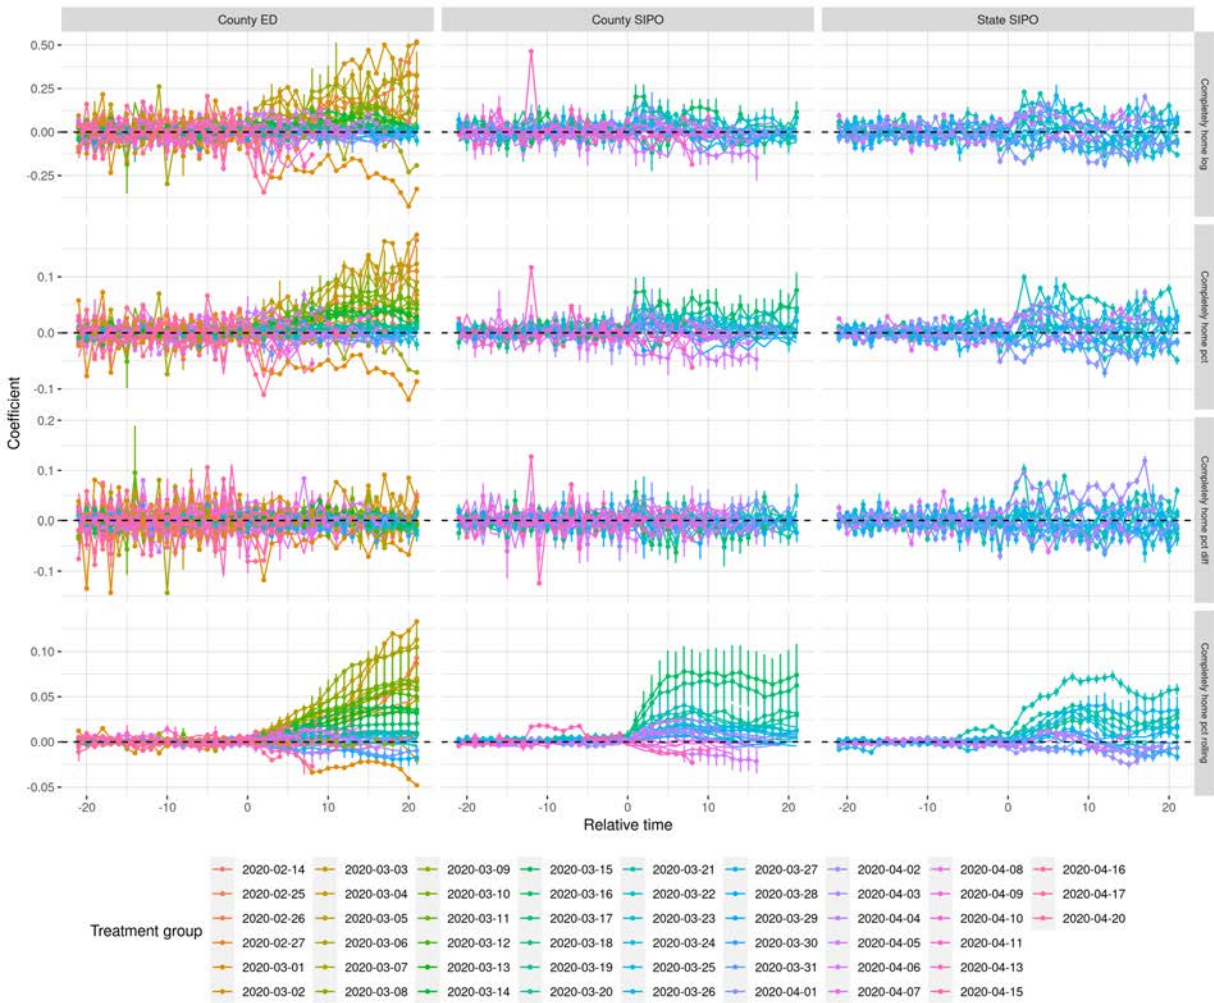 County ED County SIPO State SIPO
0.50
0.25
0.00
-0.25
Completely home log
0.1
0.0
-0.1
Completely home pct
0.2
0.1
0.0
-0.1
Completely home pct diff
0.10
0.05
0.00
-0.05
Completely home pct rolling
Coefficient
-20 -10 0 10 20 -20 -10 0 10 20 -20 -10 0 10 20
Relative time
Treatment group
2020-02-14 2020-03-03 2020-03-09 2020-03-15 2020-03-21 2020-03-27 2020-04-02 2020-04-08 2020-04-16
2020-02-25 2020-03-04 2020-03-10 2020-03-16 2020-03-22 2020-03-28 2020-04-03 2020-04-09 2020-04-17
2020-02-26 2020-03-05 2020-03-11 2020-03-17 2020-03-23 2020-03-29 2020-04-04 2020-04-10 2020-04-20
2020-02-27 2020-03-06 2020-03-12 2020-03-18 2020-03-24 2020-03-30 2020-04-05 2020-04-11
2020-03-01 2020-03-07 2020-03-13 2020-03-19 2020-03-25 2020-03-31 2020-04-06 2020-04-13
2020-03-02 2020-03-08 2020-03-14 2020-03-20 2020-03-26 2020-04-01 2020-04-07 2020-04-15